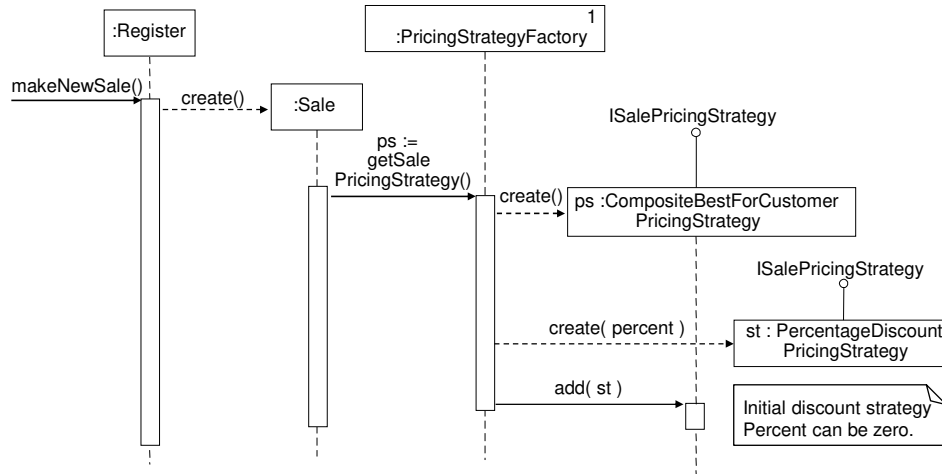 1
:Register
:PricingStrategyFactory
makeNewSale()
create()
:Sale
ISalePricingStrategy
ps :=
getSale
PricingStrategy()
create()
ps :CompositeBestForCustomer
PricingStrategy
ISalePricingStrategy
create( percent )
st : PercentageDiscount
PricingStrategy
add( st )
Initial discount strategy
Percent can be zero.